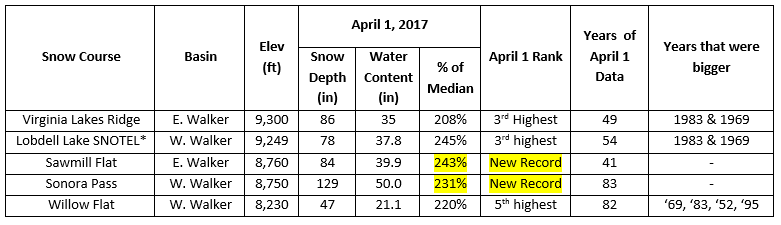 Snow Course Basin Elev (ft) April 1, 2017 Years of April 1 Data Years that were bigger
Snow Depth (in) Water Content (in) % of Median April 1 Rank
Virginia Lakes Ridge E. Walker 9,300 86 35 208% 3rd Highest 49 1983 & 1969
Lobdell Lake SNOTEL* W. Walker 9,249 78 37.8 245% 3rd highest 54 1983 & 1969
Sawmill Flat E. Walker 8,760 84 39.9 243% New Record 41 -
Sonora Pass W. Walker 8,750 129 50.0 231% New Record 83 -
Willow Flat W. Walker 8,230 47 21.1 220% 5th highest 82 ‘69, ‘83, ‘52, ‘95